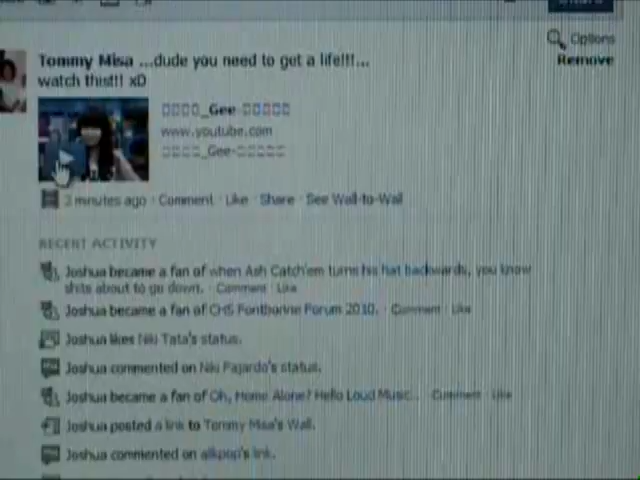 Options
Tommy Misa ...dude you need to get a life!!!...
Remove
watch this!!! xD
□□□□_Gee-□□□□□
www.youtube.com
□□□□_Gee-□□□□□
2 minutes ago · Comment · Like · Share · See Wall-to-Wall
RECENT ACTIVITY
Joshua became a fan of when Ash Catch'em turns his hat backwards, you know
shits about to go down. · Comment · Like
Joshua became a fan of CHS Fontbonne Forum 2010. · Comment · Like
Joshua likes Niki Tata's status.
Joshua commented on Niki Pajardo's status.
Joshua became a fan of Oh, Home Alone? Hello Loud Music.. · Comment · Like
Joshua posted a link to Tommy Misa's Wall.
Joshua commented on allkpop's link.